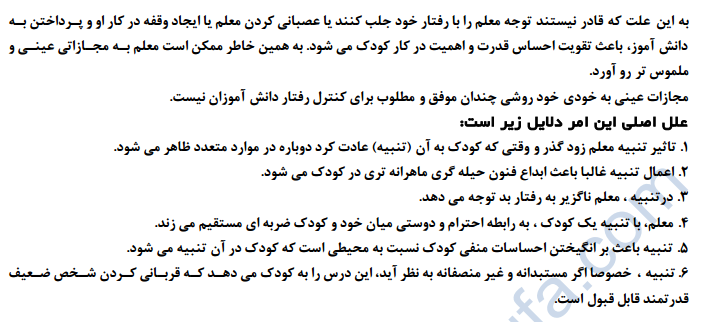 به این علت که قادر نیستند توجه معلم را با رفتار خود جلب کنند یا عصبانی کردن معلم یا ایجاد وقفه در کار او و پرداختن به
دانش آموز، باعث تقویت احساس قدرت و اهمیت در کار کودک می شود. به همین خاطر ممکن است معلم به مجازاتی عینی و
ملموس تر رو آورد.
مجازات عینی به خودی خود روشی چندان موفق و مطلوب برای کنترل رفتار دانش آموزان نیست.
علل اصلی این امر دلایل زیر است:
۱. تاثیر تنبیه معلم زود گذر و وقتی که کودک به آن (تنبیه) عادت کرد دوباره در موارد متعدد ظاهر می شود.
۲. اعمال تنبیه غالبا باعث ابداع فنون حیله گری ماهرانه تری در کودک می شود.
۳. درتنبیه ، معلم ناگزیر به رفتار بد توجه می دهد.
۴. معلم، با تنبیه یک کودک ، به رابطه احترام و دوستی میان خود و کودک ضربه ای مستقیم می زند.
۵. تنبیه باعث بر انگیختن احساسات منفی کودک نسبت به محیطی است که کودک در آن تنبیه می شود.
۶. تنبیه ، خصوصا اگر مستبدانه و غیر منصفانه به نظر آید، این درس را به کودک می دهد که قربانی کردن شخص ضعیف
قدرتمند قابل قبول است.